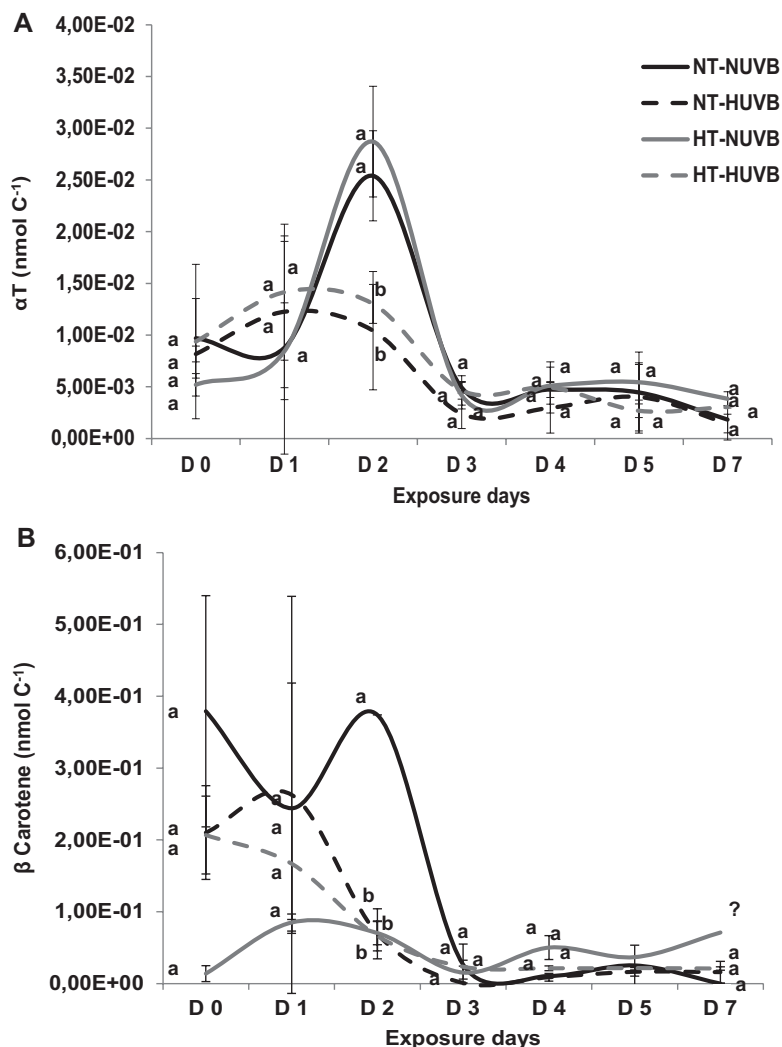 A
4,00E-02
3,50E-02
3,00E-02
2,50E-02
2,00E-02
1,50E-02
1,00E-02
5,00E-03
0,00E+00
αT (nmol C-1)
NT-NUVB
NT-HUVB
HT-NUVB
HT-HUVB
a a a a
a a a a
a a b b
a a a a
a a a
a a a a
a a a a
D 0 D 1 D 2 D 3 D 4 D 5 D 7
Exposure days
B
6,00E-01
5,00E-01
4,00E-01
3,00E-01
2,00E-01
1,00E-01
0,00E+00
β Carotene (nmol C-1)
a a a a
a a a a
a b b b
a a a a
a a a a
? a a a
D 0 D 1 D 2 D 3 D 4 D 5 D 7
Exposure days